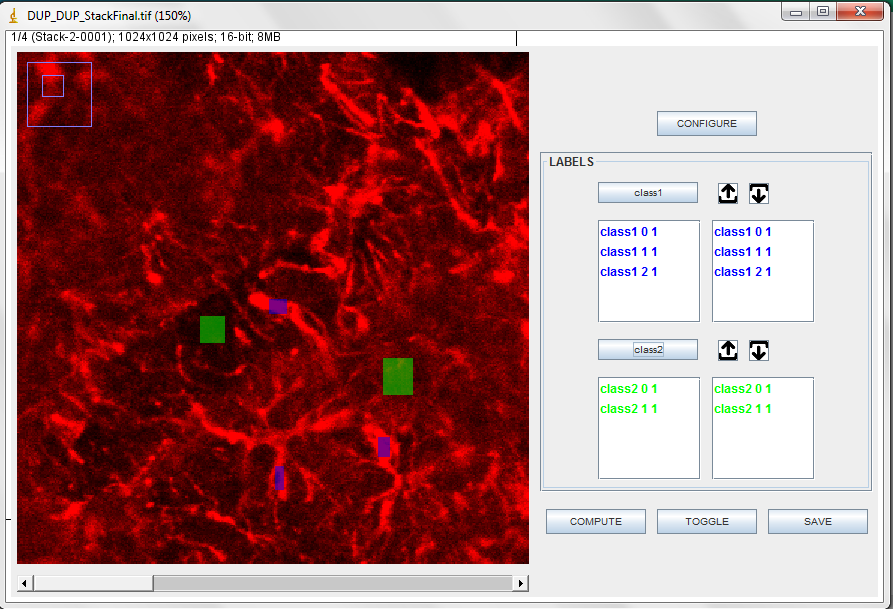 DUP_DUP_StackFinal.tif (150%)
1/4 (Stack-2-0001); 1024x1024 pixels; 16-bit; 8MB
CONFIGURE
LABELS
class1
class1 0 1
class1 1 1
class1 2 1
class1 0 1
class1 1 1
class1 2 1
class2
class2 0 1
class2 1 1
class2 0 1
class2 1 1
COMPUTE
TOGGLE
SAVE